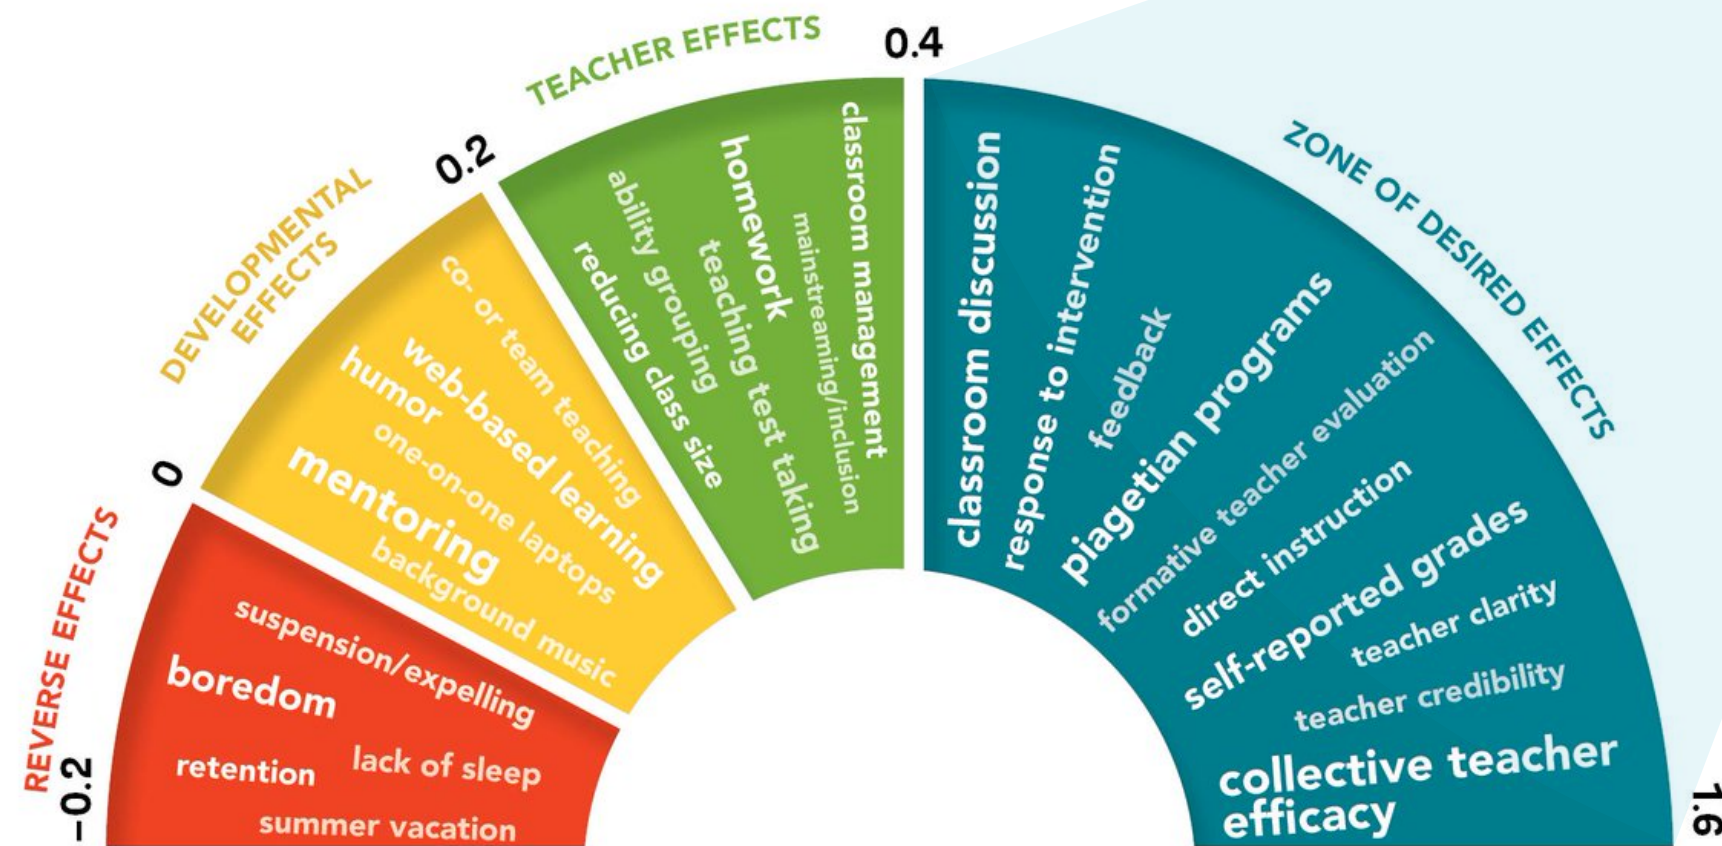 REVERSE EFFECTS
−0.2
suspension/expelling
boredom
retention
lack of sleep
summer vacation
0
DEVELOPMENTAL
EFFECTS
co- or team teaching
web-based learning
humor
one-on-one laptops
mentoring
background music
0.2
TEACHER EFFECTS
reducing class size
ability grouping
teaching test taking
homework
mainstreaming/inclusion
classroom management
0.4
ZONE OF DESIRED EFFECTS
classroom discussion
response to intervention
feedback
piagetian programs
formative teacher evaluation
direct instruction
self-reported grades
teacher clarity
teacher credibility
collective teacher
efficacy
1.6